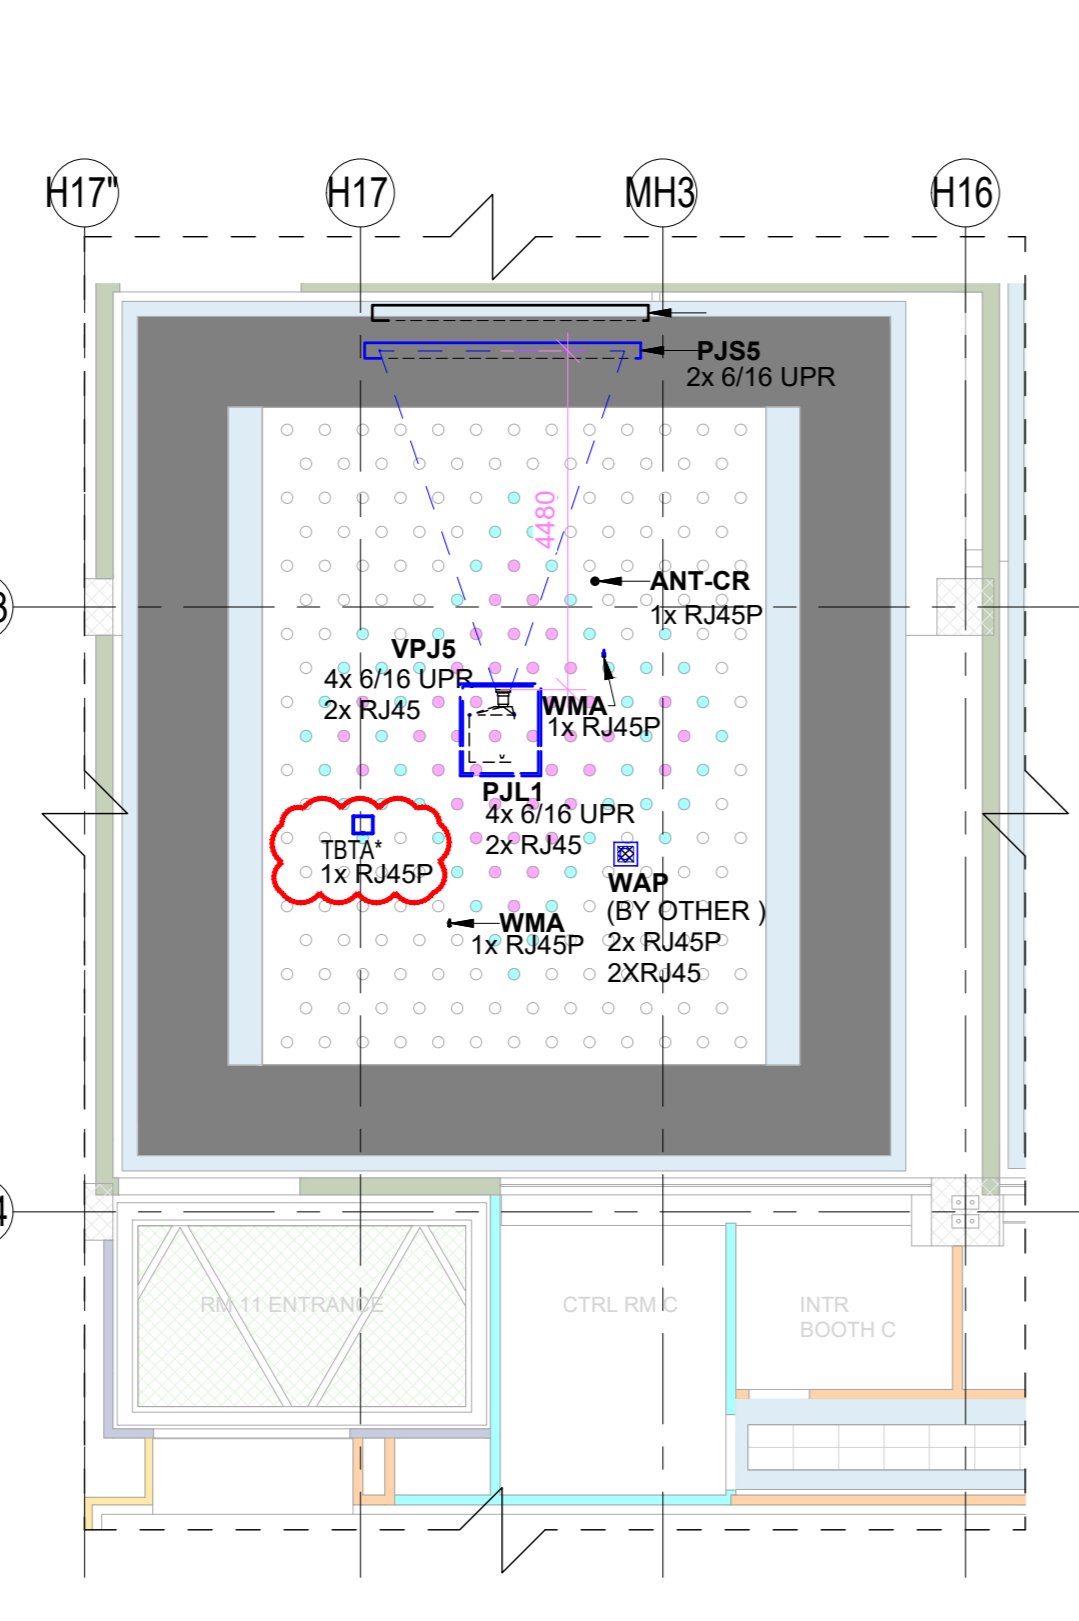 H17"
H17
MH3
H16
PJS5
2x 6/16 UPR
4480
ANT-CR
1x RJ45P
VPJ5
4x 6/16 UPR
2x RJ45
WMA
1x RJ45P
PJL1
4x 6/16 UPR
2x RJ45
TBTA*
1x RJ45P
WAP
(BY OTHER )
2x RJ45P
2XRJ45
WMA
1x RJ45P
4
RM 11 ENTRANCE
CTRL RM C
INTR
BOOTH C